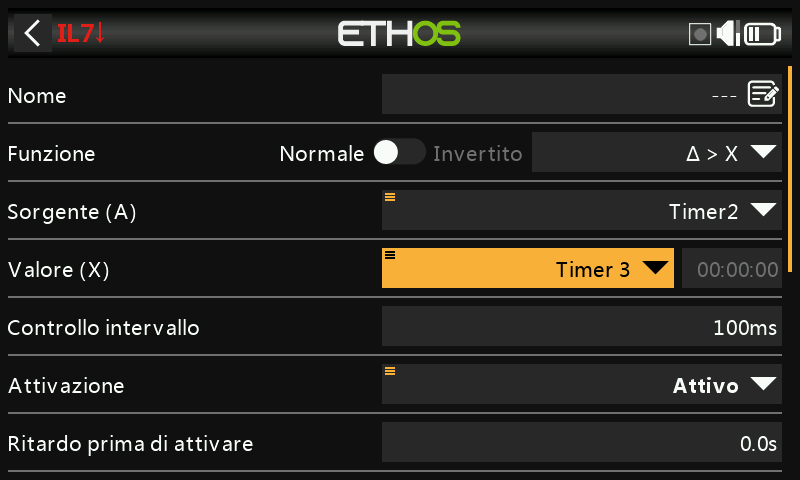 IL7↓ ETHOS
Nome ---
Funzione Normale Invertito Δ > X
Sorgente (A) Timer2
Valore (X) Timer 3 00:00:00
Controllo intervallo 100ms
Attivazione Attivo
Ritardo prima di attivare 0.0s